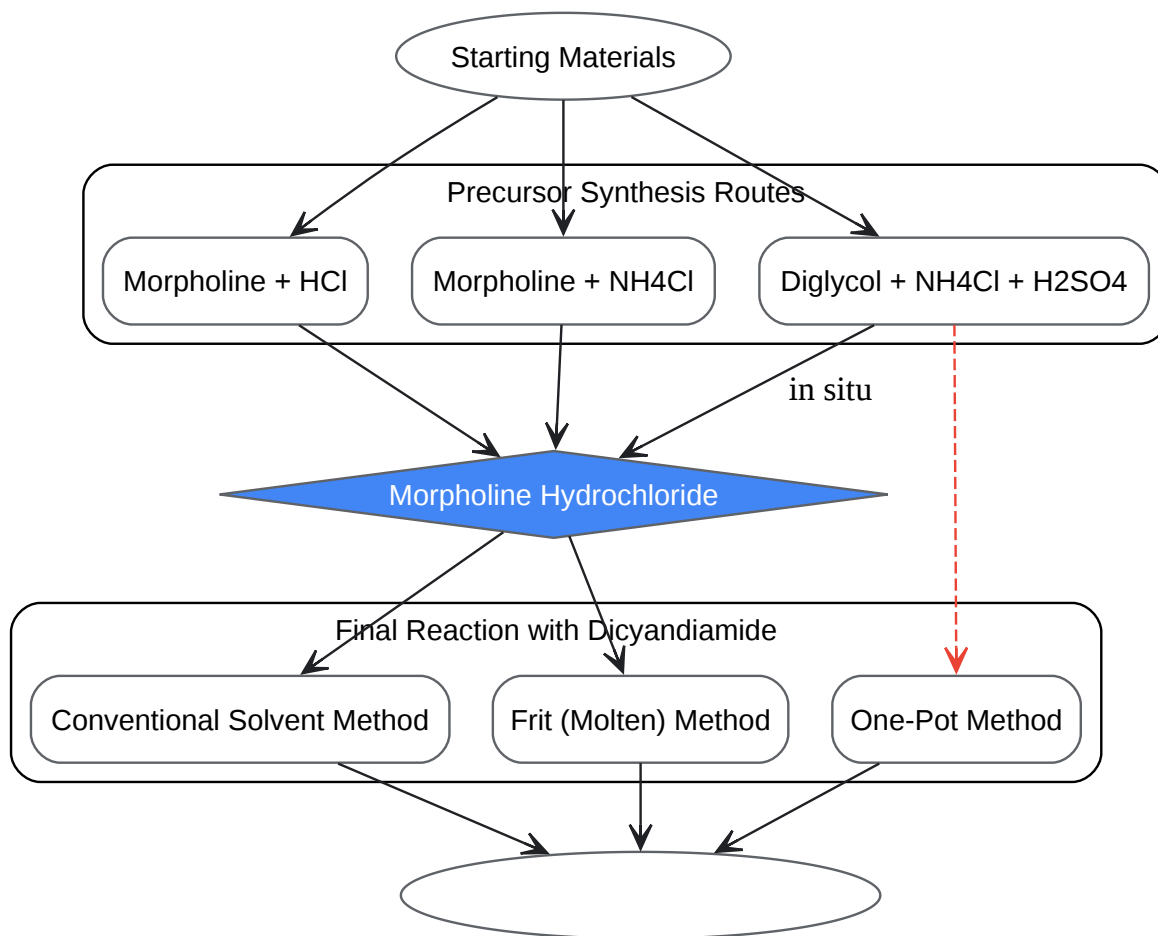 Starting Materials
Precursor Synthesis Routes
Morpholine + HCl
Morpholine + NH4Cl
Diglycol + NH4Cl + H2SO4
in situ
Morpholine Hydrochloride
Final Reaction with Dicyandiamide
Conventional Solvent Method
Frit (Molten) Method
One-Pot Method